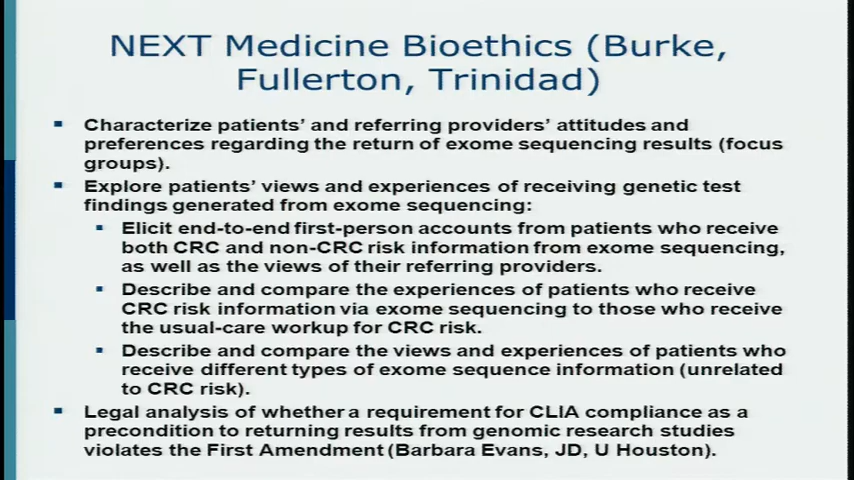 NEXT Medicine Bioethics (Burke,
Fullerton, Trinidad)
Characterize patients' and referring providers' attitudes and
preferences regarding the return of exome sequencing results (focus
groups).
Explore patients' views and experiences of receiving genetic test
findings generated from exome sequencing:
Elicit end-to-end first-person accounts from patients who receive
both CRC and non-CRC risk information from exome sequencing,
as well as the views of their referring providers.
Describe and compare the experiences of patients who receive
CRC risk information via exome sequencing to those who receive
the usual-care workup for CRC risk.
Describe and compare the views and experiences of patients who
receive different types of exome sequence information (unrelated
to CRC risk).
Legal analysis of whether a requirement for CLIA compliance as a
precondition to returning results from genomic research studies
violates the First Amendment (Barbara Evans, JD, U Houston).